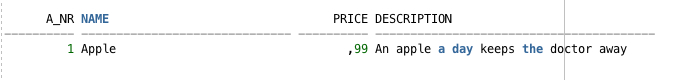 A_NR NAME PRICE DESCRIPTION
1 Apple ,99 An apple a day keeps the doctor away